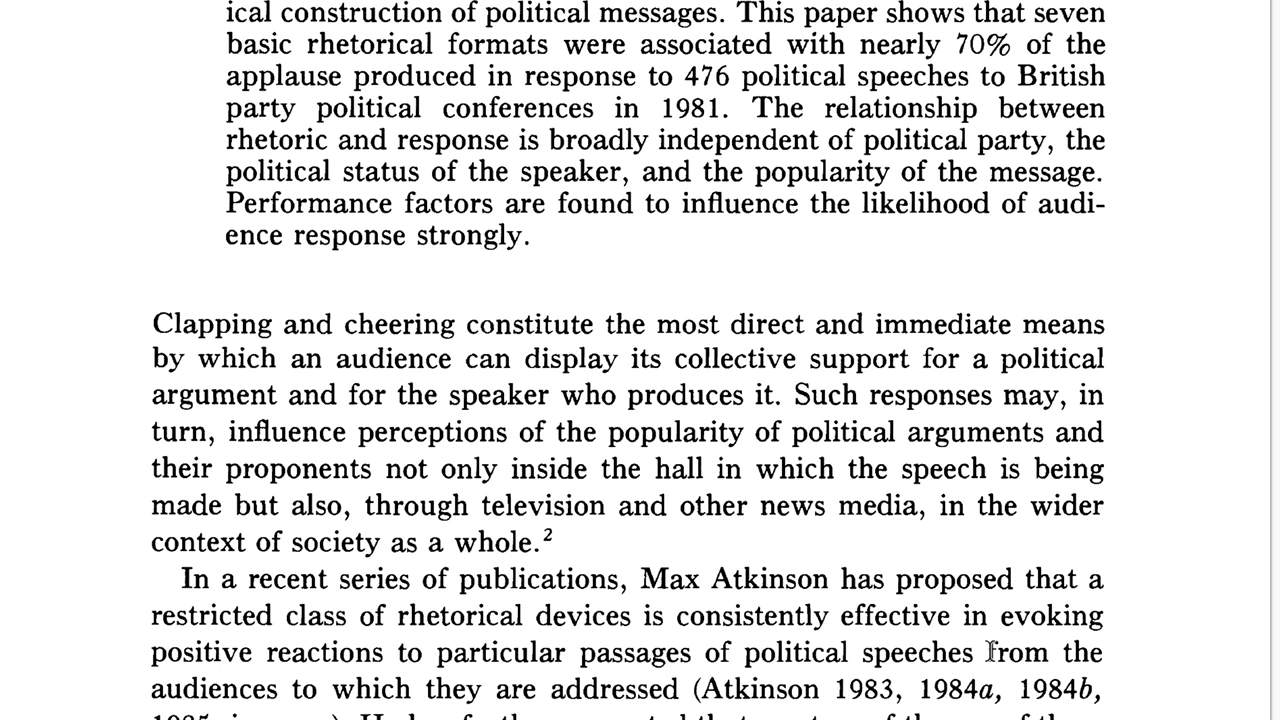 ical construction of political messages. This paper shows that seven
basic rhetorical formats were associated with nearly 70% of the
applause produced in response to 476 political speeches to British
party political conferences in 1981. The relationship between
rhetoric and response is broadly independent of political party, the
political status of the speaker, and the popularity of the message.
Performance factors are found to influence the likelihood of audi-
ence response strongly.
Clapping and cheering constitute the most direct and immediate means
by which an audience can display its collective support for a political
argument and for the speaker who produces it. Such responses may, in
turn, influence perceptions of the popularity of political arguments and
their proponents not only inside the hall in which the speech is being
made but also, through television and other news media, in the wider
context of society as a whole.²
In a recent series of publications, Max Atkinson has proposed that a
restricted class of rhetorical devices is consistently effective in evoking
positive reactions to particular passages of political speeches from the
audiences to which they are addressed (Atkinson 1983, 1984a, 1984b,